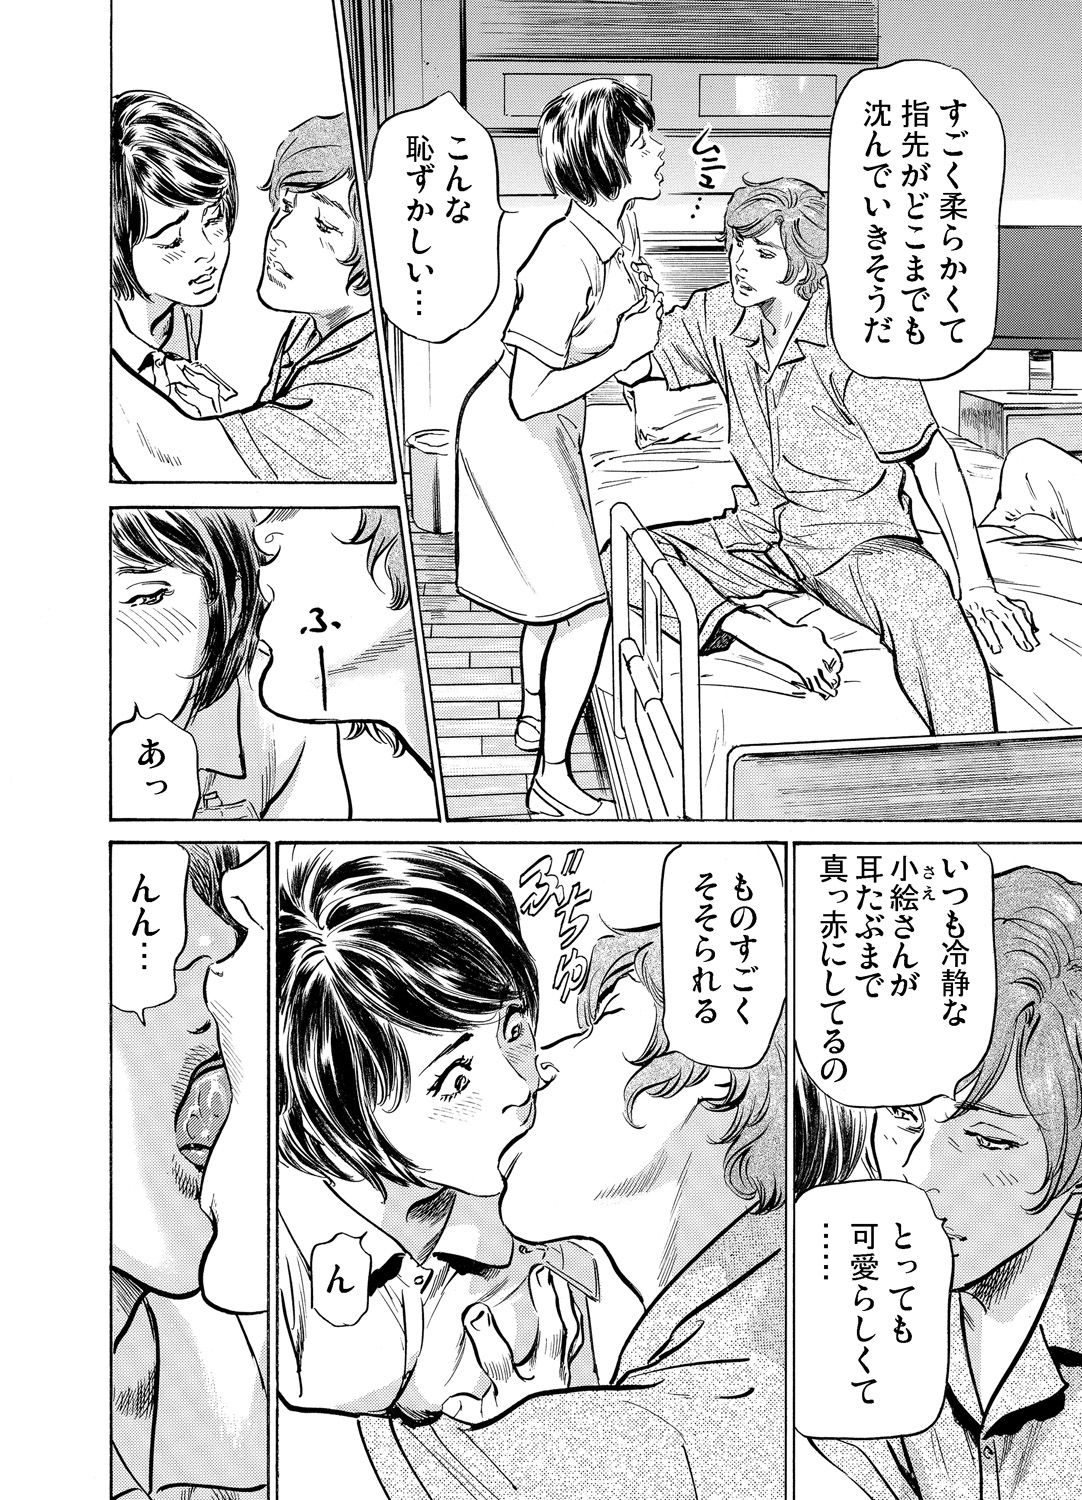 すごく柔らかくて
指先がどこまでも
沈んでいきそうだ
ムニュ…
こんな
恥ずかしい…
ふー
あっ
いつも冷静な
小絵さんが
さえ
耳たぶまで
真っ赤にしてるの
とっても
可愛らしくて
……
ものすごく
そそられる
ぶちゅ
ん
んん…